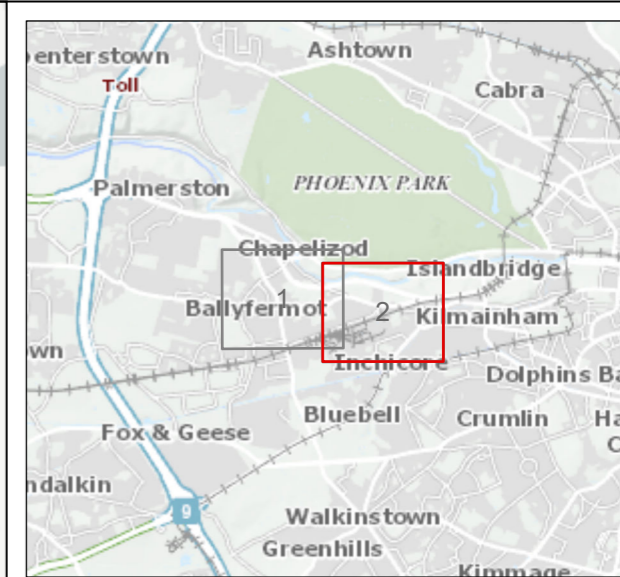 Ashtown
enterstown
Toll
Cabra
PHOENIX PARK
Palmerston
Chapelizod
Islandbridge
1
Ballyfermot
2
Kilmainham
own
Inchicore
Dolphins Ba
Bluebell
Crumlin
Ha
Fox & Geese
C
ndalkin
9
Walkinstown
Greenhills
Kimmage